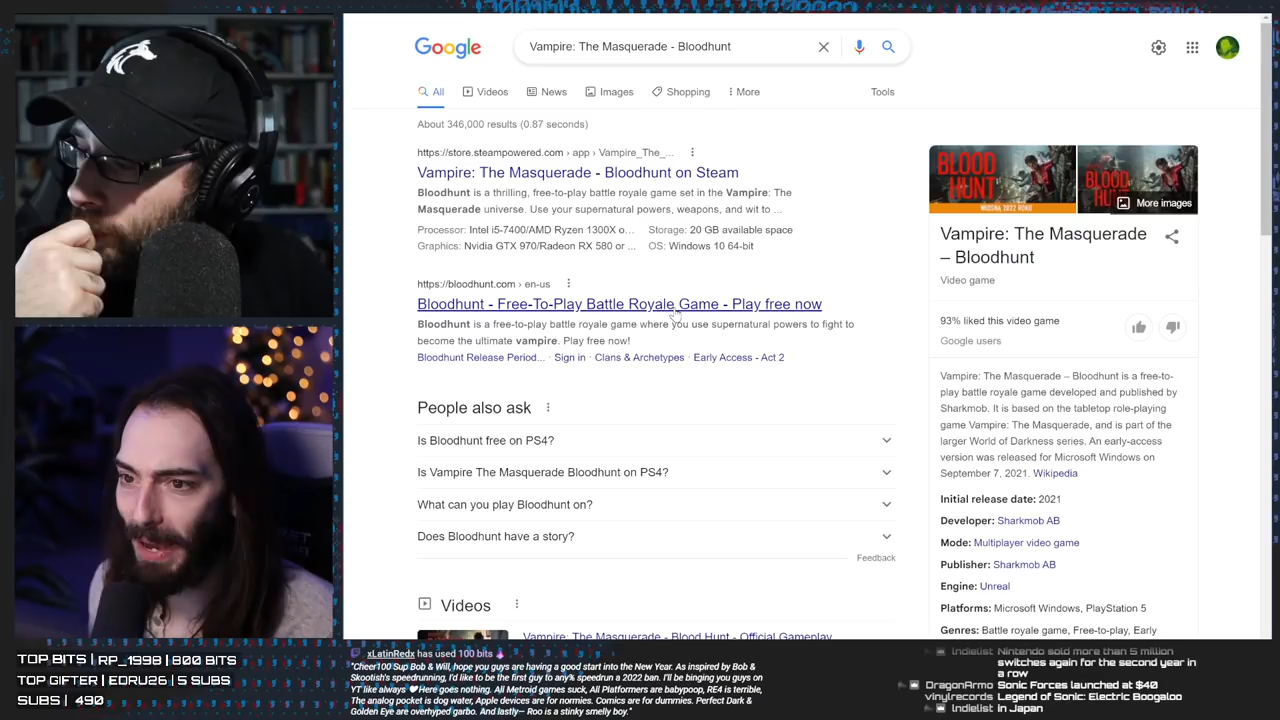 Google
Vampire: The Masquerade - Bloodhunt
All
Videos
News
Images
Shopping
More
Tools
About 346,000 results (0.87 seconds)
https://store.steampowered.com › app › Vampire_The_...
Vampire: The Masquerade - Bloodhunt on Steam
Bloodhunt is a thrilling, free-to-play battle royale game set in the Vampire: The
Masquerade universe. Use your supernatural powers, weapons, and wit to ...
Processor: Intel i5-7400/AMD Ryzen 1300X o... Storage: 20 GB available space
Graphics: Nvidia GTX 970/Radeon RX 580 or ... OS: Windows 10 64-bit
https://bloodhunt.com › en-us
Bloodhunt - Free-To-Play Battle Royale Game - Play free now
Bloodhunt is a free-to-play battle royale game where you use supernatural powers to fight to
become the ultimate vampire. Play free now!
Bloodhunt Release Period... · Sign in · Clans & Archetypes · Early Access - Act 2
People also ask
Is Bloodhunt free on PS4?
Is Vampire The Masquerade Bloodhunt on PS4?
What can you play Bloodhunt on?
Does Bloodhunt have a story?
Feedback
Videos
Vampire: The Masquerade - Blood Hunt - Official Gameplay
BLOOD
HUNT
WIOSNA 2022 ROKU
BLOOD
HUNT
More images
Vampire: The Masquerade
– Bloodhunt
Video game
93% liked this video game
Google users
Vampire: The Masquerade – Bloodhunt is a free-to-
play battle royale game developed and published by
Sharkmob. It is based on the tabletop role-playing
game Vampire: The Masquerade, and is part of the
larger World of Darkness series. An early-access
version was released for Microsoft Windows on
September 7, 2021. Wikipedia
Initial release date: 2021
Developer: Sharkmob AB
Mode: Multiplayer video game
Publisher: Sharkmob AB
Engine: Unreal
Platforms: Microsoft Windows, PlayStation 5
Genres: Battle royale game, Free-to-play, Early
TOP BITS | RP_1998 | 800 BITS
TOP GIFTER | EDRU26 | 5 SUBS
SUBS | 490
xLatinRedx has used 100 bits
"Cheer100 Sup Bob & Will, hope you guys are having a good start into the New Year. As inspired by Bob &
Skootish's speedrunning, I'd like to be the first guy to any% speedrun a 2022 ban. I'll be binging you guys on
YT like always ❤Here goes nothing. All Metroid games suck, All Platformers are babypoop, RE4 is terrible,
The analog pocket is dog water, Apple devices are for normies. Comics are for dummies. Perfect Dark &
Golden Eye are overhyped garbo. And lastly— Roo is a stinky smelly boy."
Indielist Nintendo sold more than 5 million
switches again for the second year in
a row
DragonArmo Sonic Forces launched at $40
vinylrecords Legend of Sonic: Electric Boogaloo
Indielist in Japan